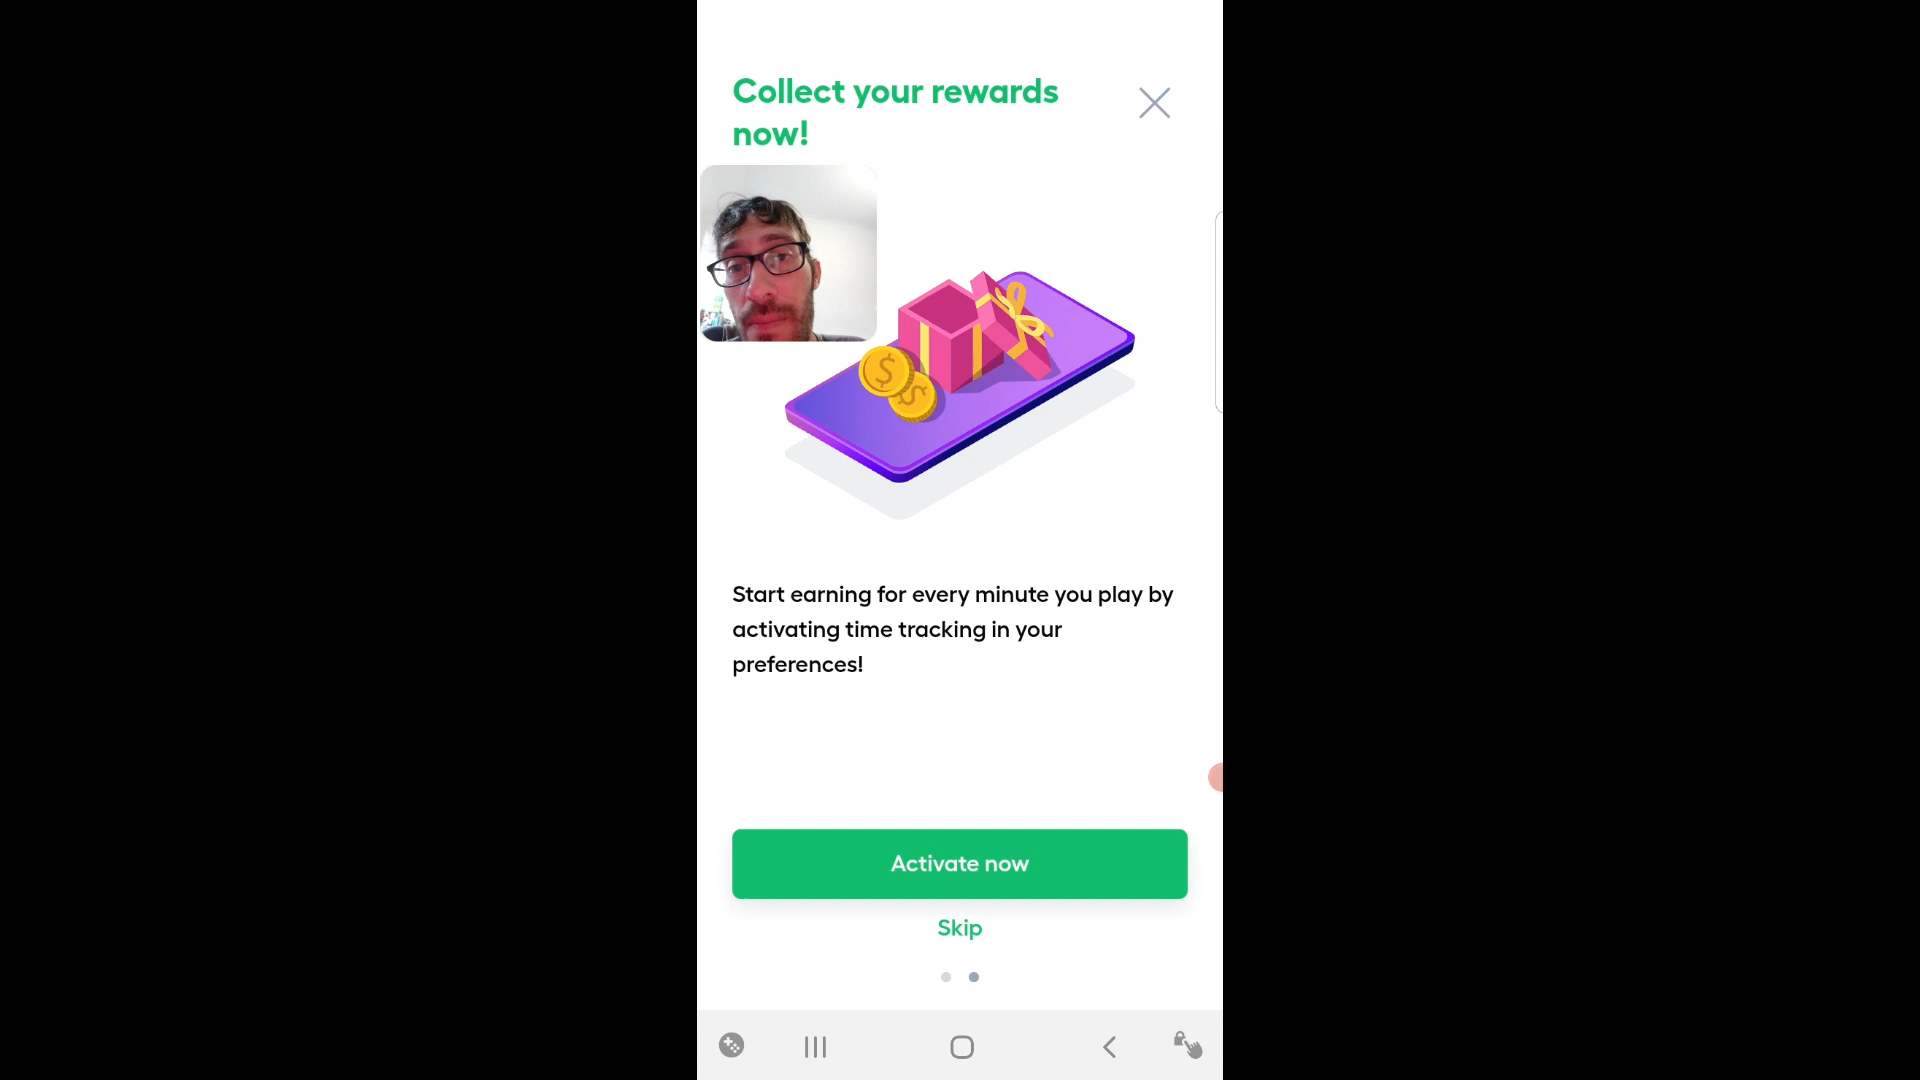 Collect your rewards
now!
Start earning for every minute you play by
activating time tracking in your
preferences!
Activate now
Skip